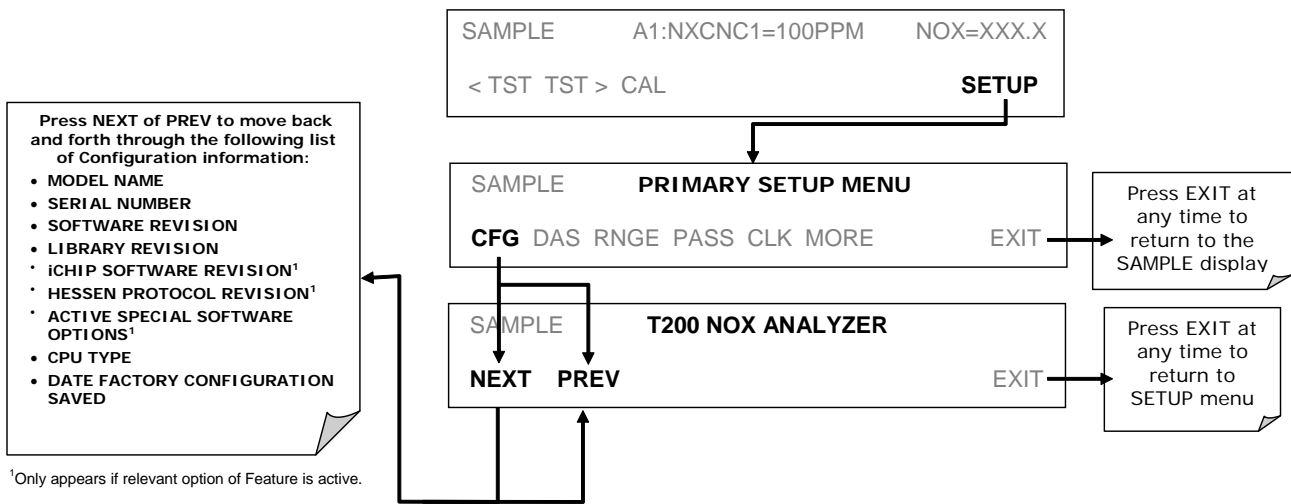 SAMPLE A1:NXCNC1=100PPM NOX=XXX.X
< TST TST > CAL SETUP
Press NEXT of PREV to move back
and forth through the following list
of Configuration information:
• MODEL NAME
• SERIAL NUMBER
• SOFTWARE REVISION
• LIBRARY REVISION
• iCHIP SOFTWARE REVISION¹
• HESSEN PROTOCOL REVISION¹
• ACTIVE SPECIAL SOFTWARE
OPTIONS¹
• CPU TYPE
• DATE FACTORY CONFIGURATION
SAVED
¹Only appears if relevant option of Feature is active.
SAMPLE PRIMARY SETUP MENU
CFG DAS RNGE PASS CLK MORE EXIT
Press EXIT at
any time to
return to the
SAMPLE display
SAMPLE T200 NOX ANALYZER
NEXT PREV EXIT
Press EXIT at
any time to
return to
SETUP menu